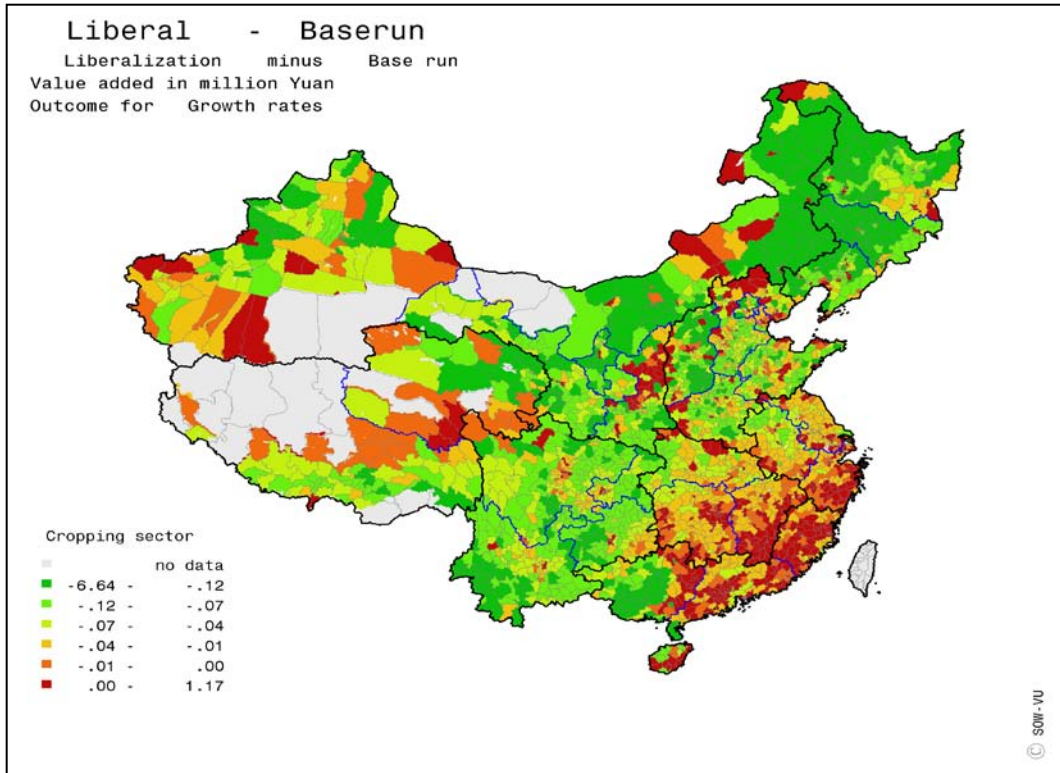 Liberal - Baserun
Liberalization minus Base run
Value added in million Yuan
Outcome for Growth rates
Cropping sector
no data
-6.64 - -.12
-.12 - -.07
-.07 - -.04
-.04 - -.01
-.01 - .00
.00 - 1.17
© SOW-VU